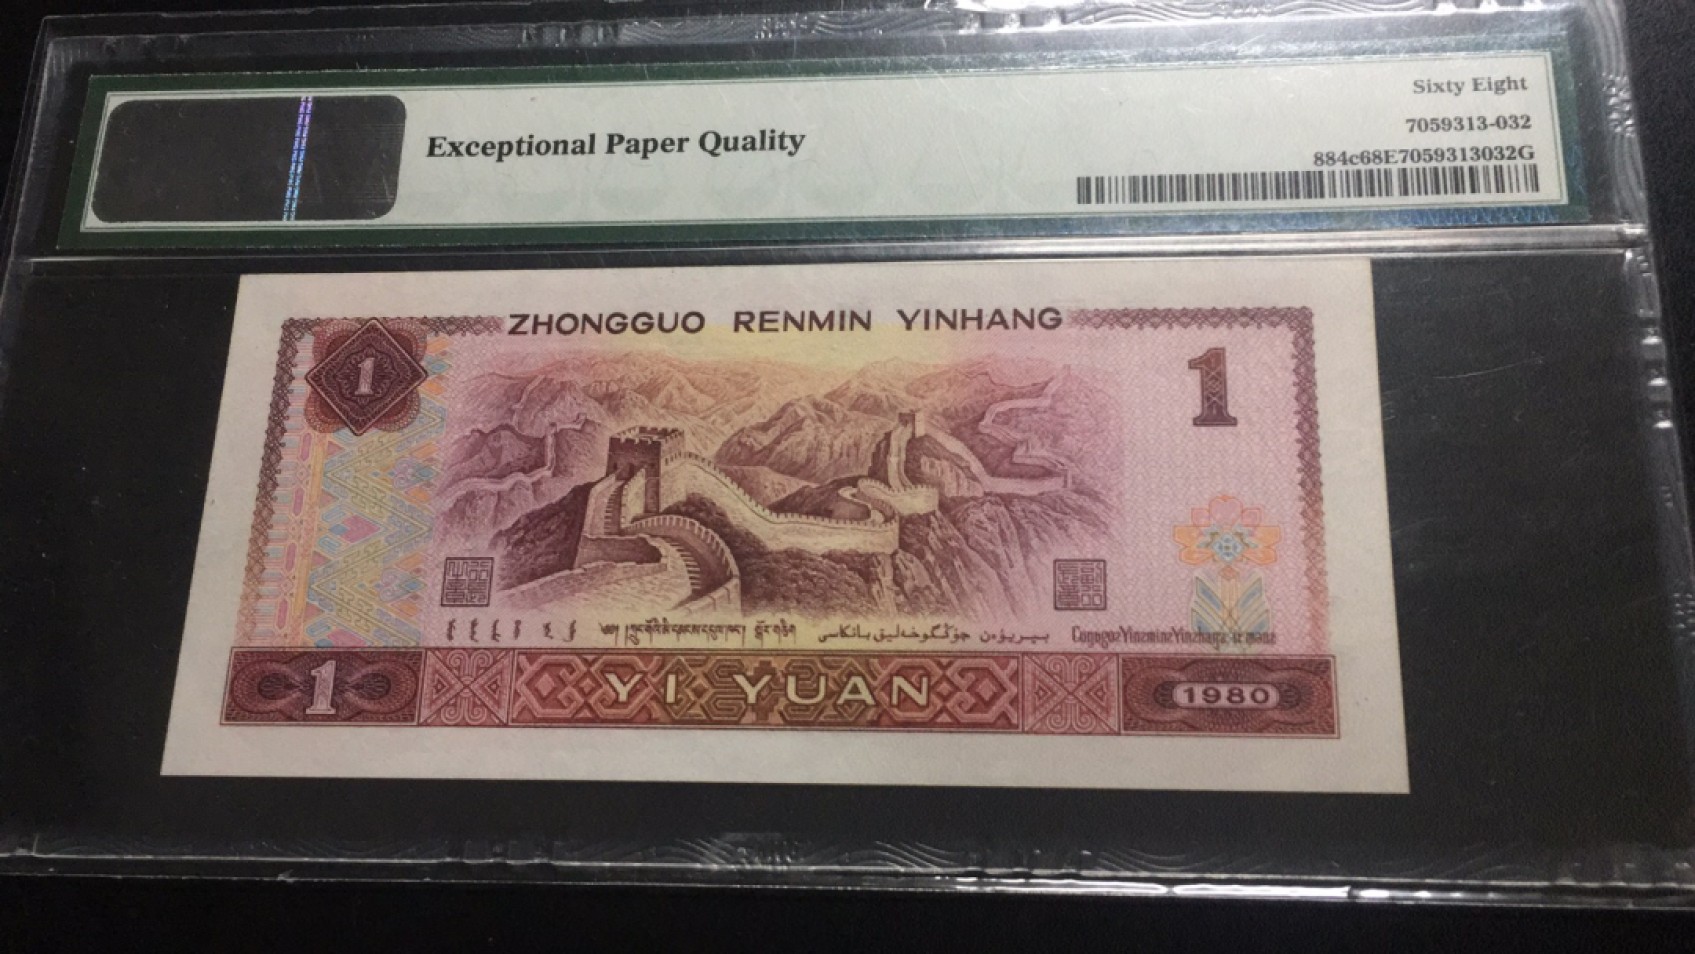 Sixty Eight
7059313-032
884c68E7059313032G
Exceptional Paper Quality
ZHONGGUO RENMIN YINHANG
1
1
1
YI YUAN
1980